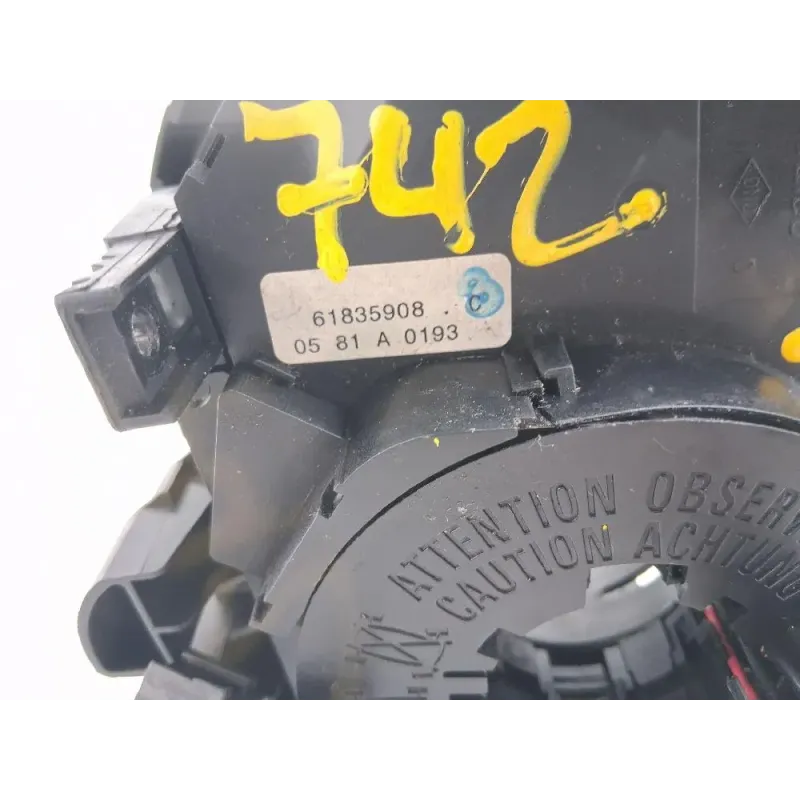 742
61835908 . C
05 81 A 0193
ATTENTION OBSERV
CAUTION ACHTUNG